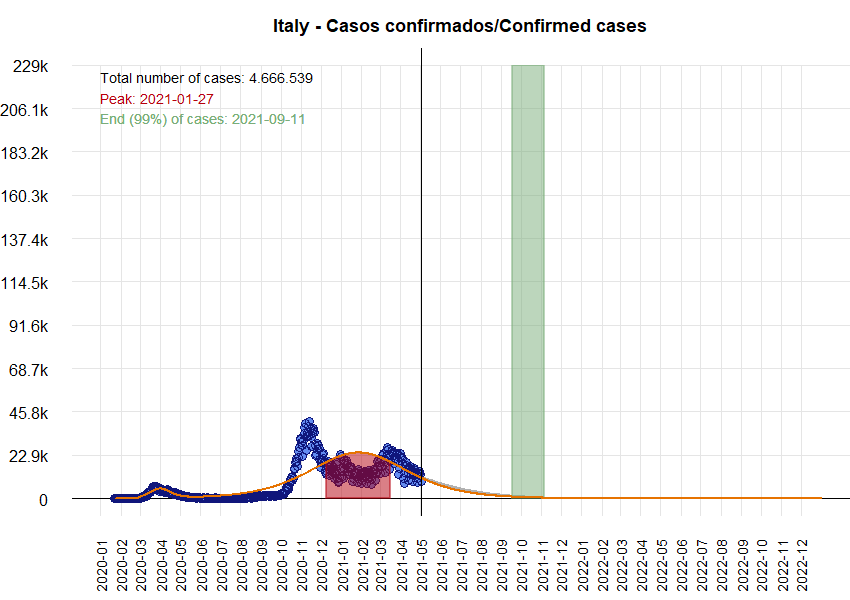 Italy - Casos confirmados/Confirmed cases
229k
206.1k
183.2k
160.3k
137.4k
114.5k
91.6k
68.7k
45.8k
22.9k
0
Total number of cases: 4.666.539
Peak: 2021-01-27
End (99%) of cases: 2021-09-11
2020-01
2020-02
2020-03
2020-04
2020-05
2020-06
2020-07
2020-08
2020-09
2020-10
2020-11
2020-12
2021-01
2021-02
2021-03
2021-04
2021-05
2021-06
2021-07
2021-08
2021-09
2021-10
2021-11
2021-12
2022-01
2022-02
2022-03
2022-04
2022-05
2022-06
2022-07
2022-08
2022-09
2022-10
2022-11
2022-12